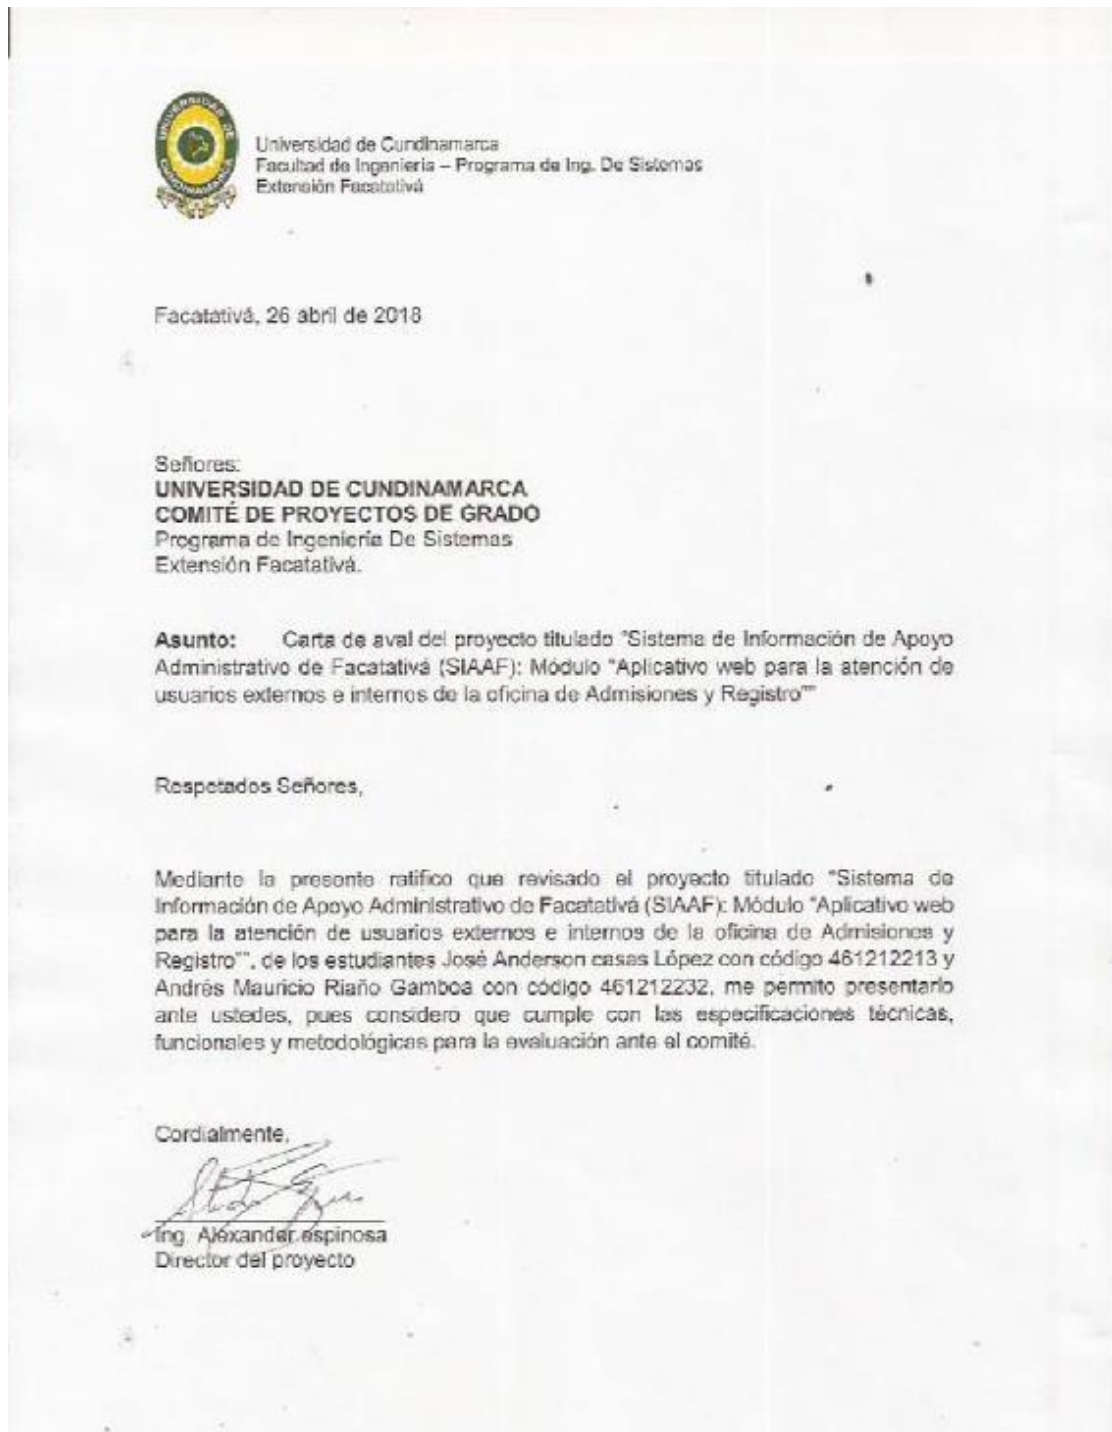 UNIVERSIDAD DE
CUNDINAMARCA
Universidad de Cundinamarca
Facultad de Ingeniería – Programa de Ing. De Sistemas
Extensión Facatativá
Facatativá, 26 abril de 2018
Señores:
UNIVERSIDAD DE CUNDINAMARCA
COMITÉ DE PROYECTOS DE GRADO
Programa de Ingeniería De Sistemas
Extensión Facatativá.
Asunto: Carta de aval del proyecto titulado "Sistema de Información de Apoyo
Administrativo de Facatativá (SIAAF): Módulo "Aplicativo web para la atención de
usuarios externos e internos de la oficina de Admisiones y Registro""
Respetados Señores,
Mediante la presente ratifico que revisado el proyecto titulado "Sistema de
Información de Apoyo Administrativo de Facatativá (SIAAF): Módulo "Aplicativo web
para la atención de usuarios externos e internos de la oficina de Admisiones y
Registro"", de los estudiantes José Anderson casas López con código 461212213 y
Andrés Mauricio Riaño Gamboa con código 461212232, me permito presentarlo
ante ustedes, pues considero que cumple con las especificaciones técnicas,
funcionales y metodológicas para la evaluación ante el comité.
Cordialmente,
Ing. Alexander espinosa
Director del proyecto